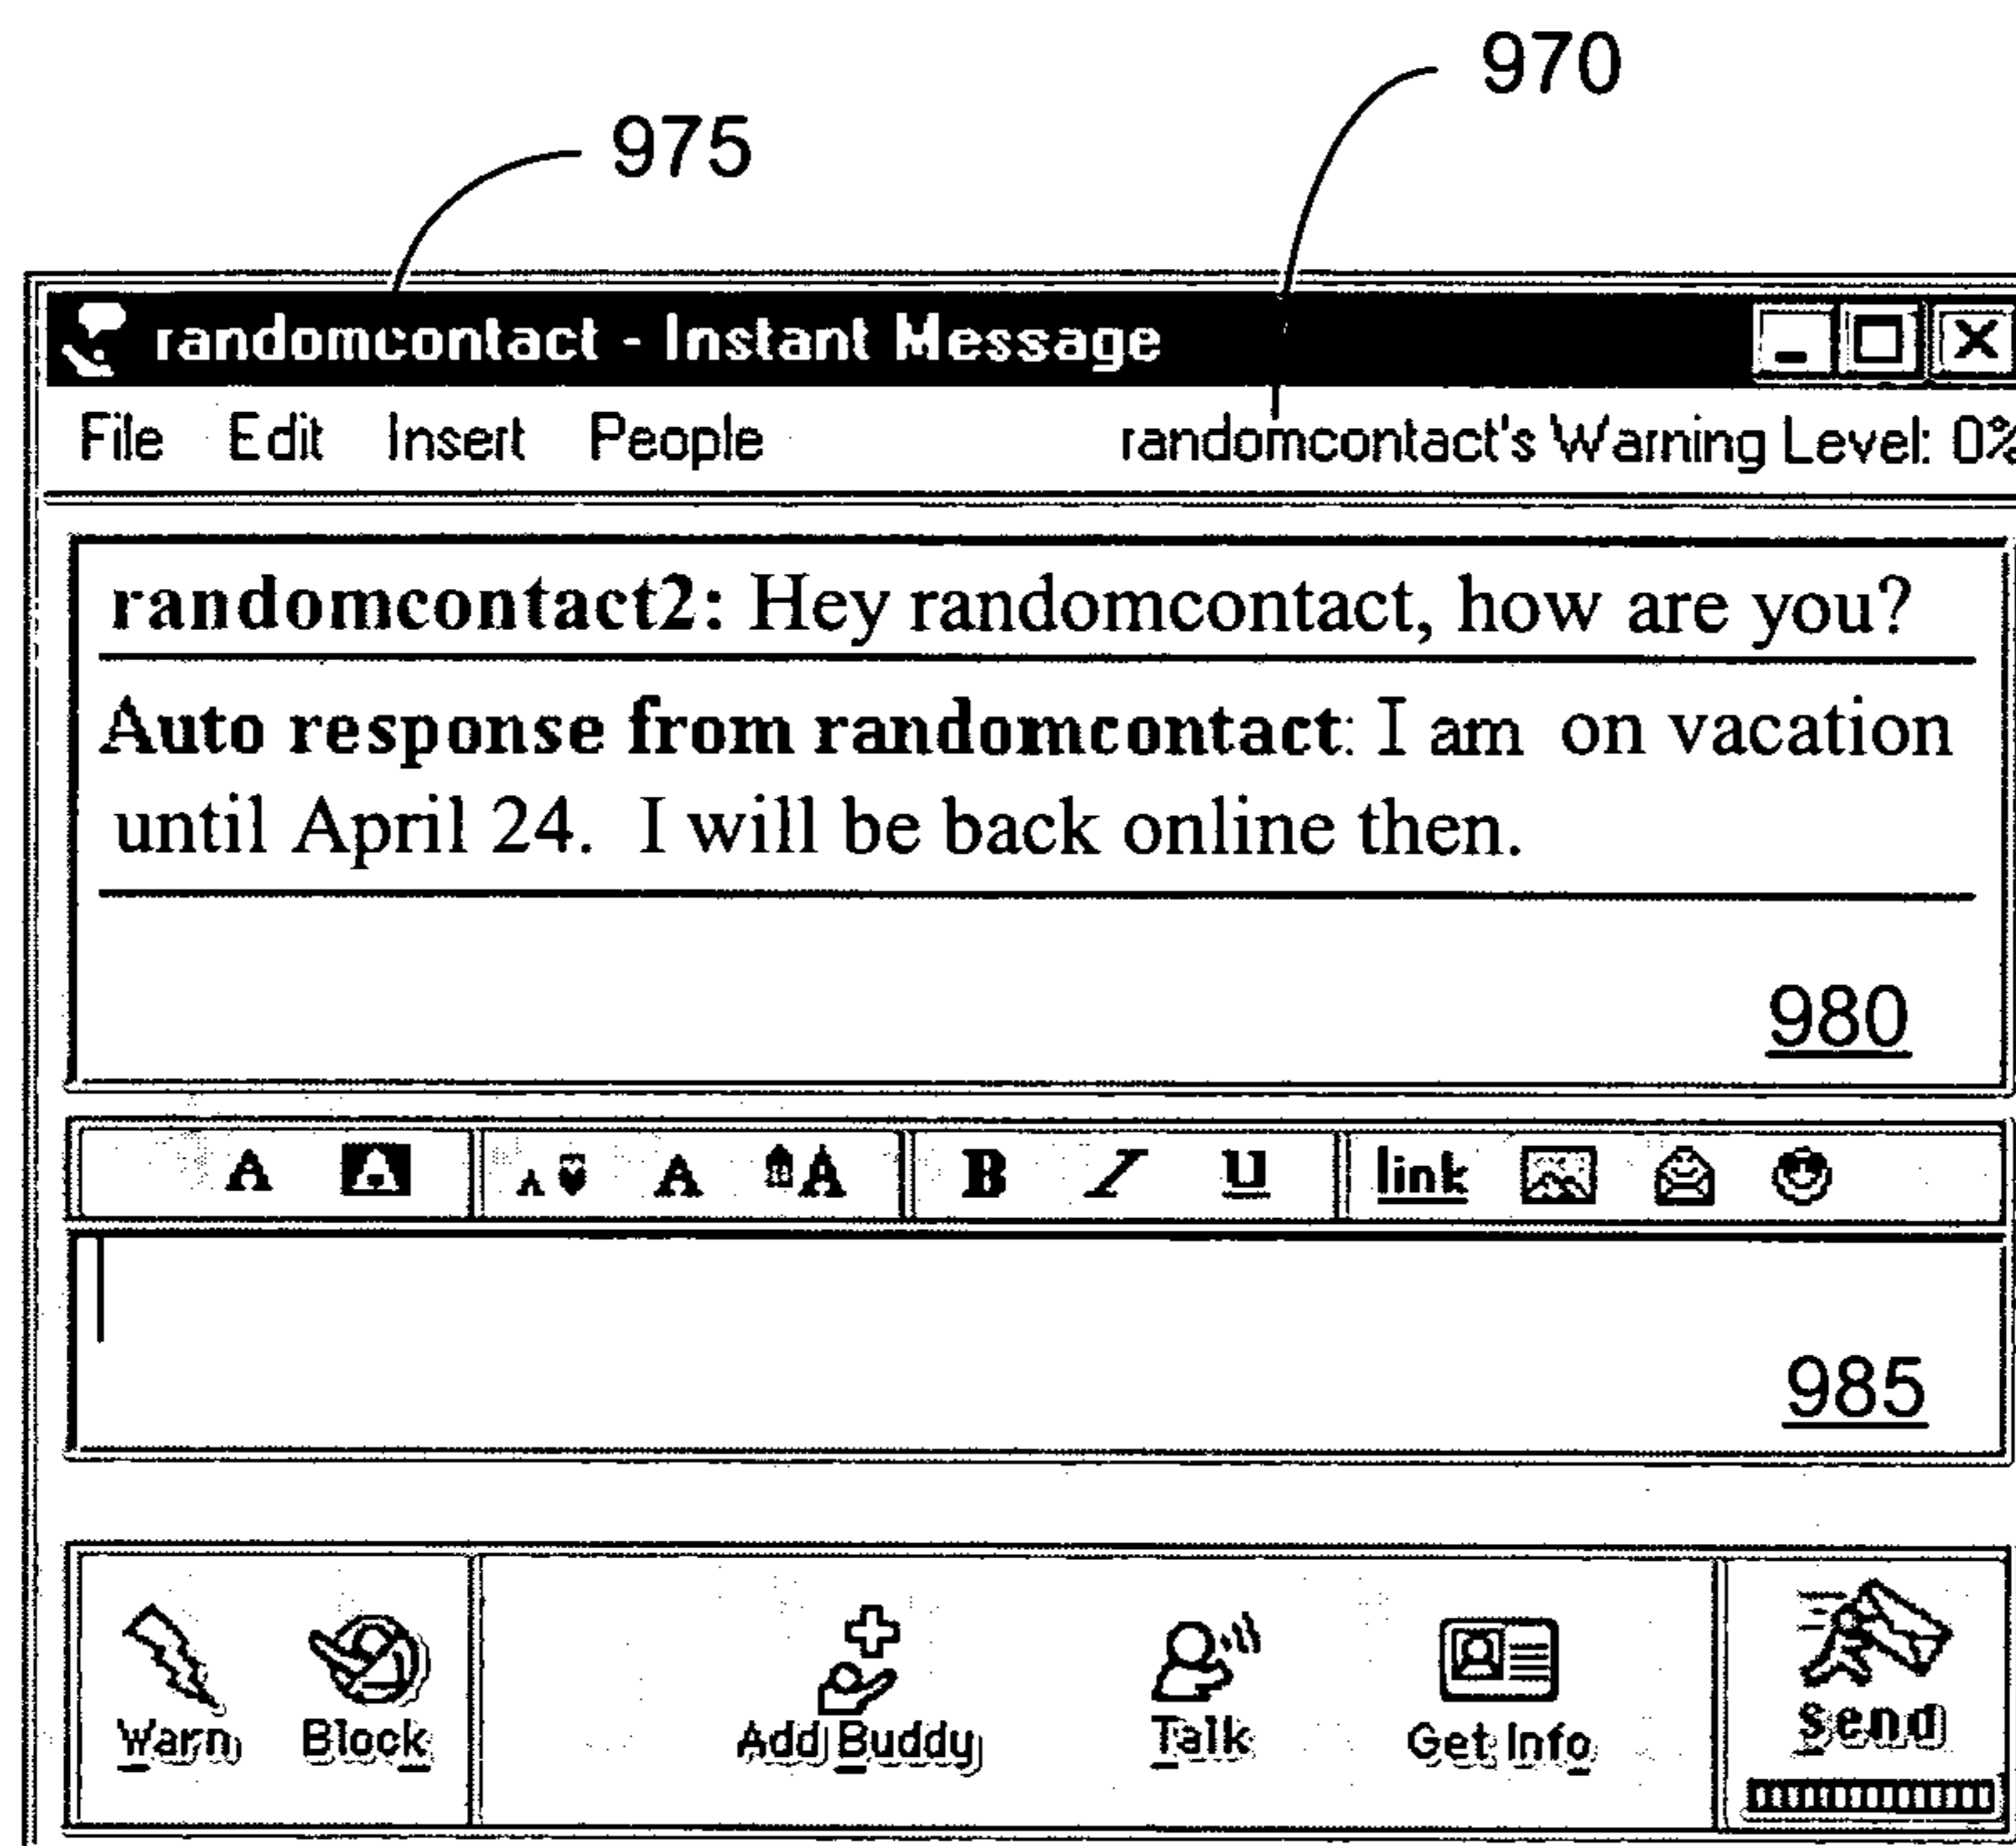 970
975
randomcontact - Instant Message
File Edit Insert People randomcontact's Warning Level: 0%
randomcontact2: Hey randomcontact, how are you?
Auto response from randomcontact: I am on vacation
until April 24. I will be back online then.
980
A A A A A B I U link
985
Warn Block Add Buddy Talk Get Info Send